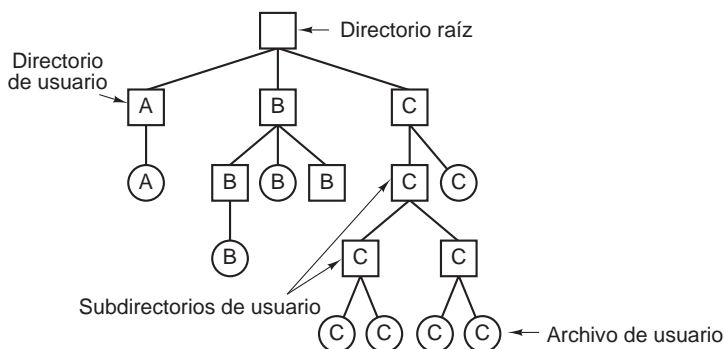 Directorio raíz
Directorio
de usuario
A B C
A B B B C C
B C C
Subdirectorios de usuario
C C C C Archivo de usuario